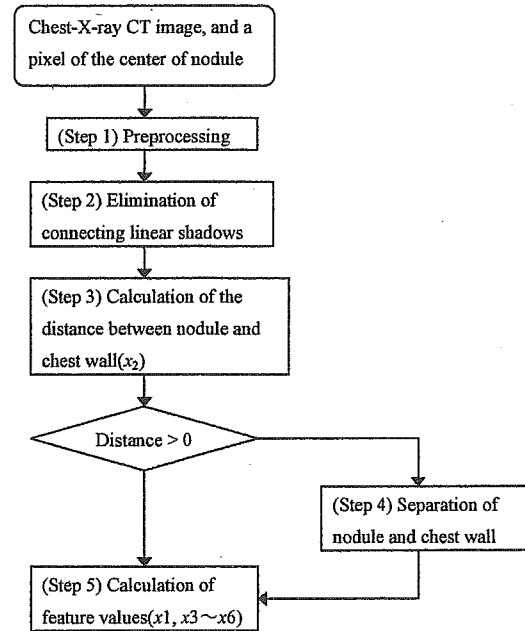 Chest-X-ray CT image, and a
pixel of the center of nodule
(Step 1) Preprocessing
(Step 2) Elimination of
connecting linear shadows
(Step 3) Calculation of the
distance between nodule and
chest wall(x₂)
Distance > 0
(Step 4) Separation of
nodule and chest wall
(Step 5) Calculation of
feature values(x1, x3～x6)